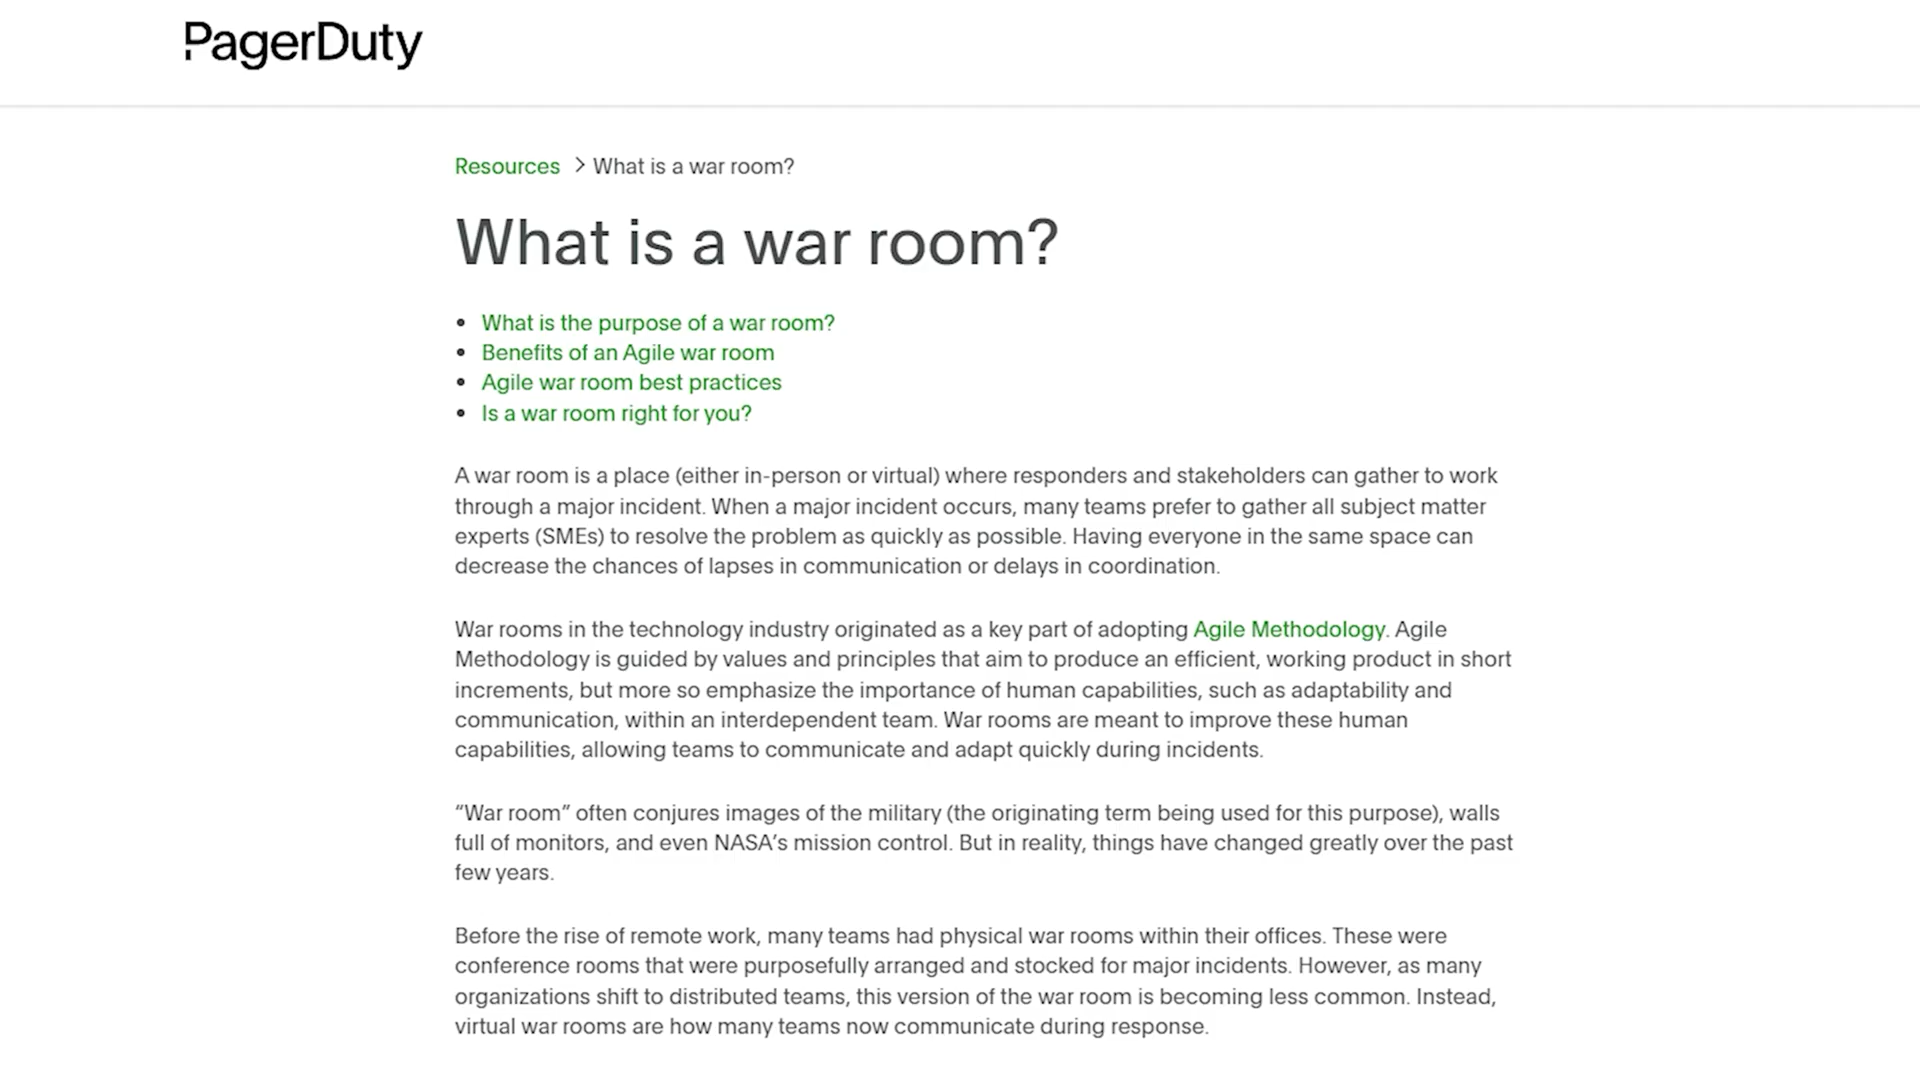 PagerDuty
Resources > What is a war room?
What is a war room?
• What is the purpose of a war room?
• Benefits of an Agile war room
• Agile war room best practices
• Is a war room right for you?
A war room is a place (either in-person or virtual) where responders and stakeholders can gather to work
through a major incident. When a major incident occurs, many teams prefer to gather all subject matter
experts (SMEs) to resolve the problem as quickly as possible. Having everyone in the same space can
decrease the chances of lapses in communication or delays in coordination.
War rooms in the technology industry originated as a key part of adopting Agile Methodology. Agile
Methodology is guided by values and principles that aim to produce an efficient, working product in short
increments, but more so emphasize the importance of human capabilities, such as adaptability and
communication, within an interdependent team. War rooms are meant to improve these human
capabilities, allowing teams to communicate and adapt quickly during incidents.
“War room” often conjures images of the military (the originating term being used for this purpose), walls
full of monitors, and even NASA’s mission control. But in reality, things have changed greatly over the past
few years.
Before the rise of remote work, many teams had physical war rooms within their offices. These were
conference rooms that were purposefully arranged and stocked for major incidents. However, as many
organizations shift to distributed teams, this version of the war room is becoming less common. Instead,
virtual war rooms are how many teams now communicate during response.